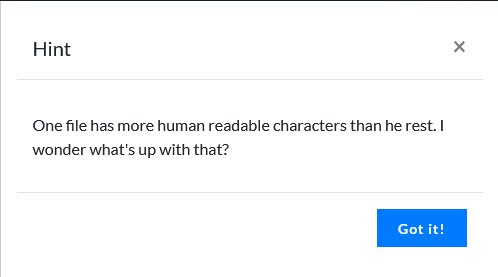 Hint
×
One file has more human readable characters than he rest. I
wonder what's up with that?
Got it!